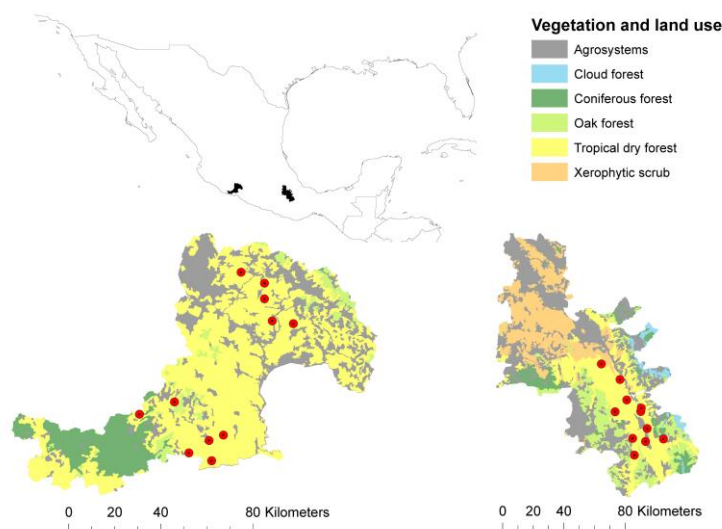 Vegetation and land use
Agrosystems
Cloud forest
Coniferous forest
Oak forest
Tropical dry forest
Xerophytic scrub
0 20 40 80 Kilometers
0 20 40 80 Kilometers